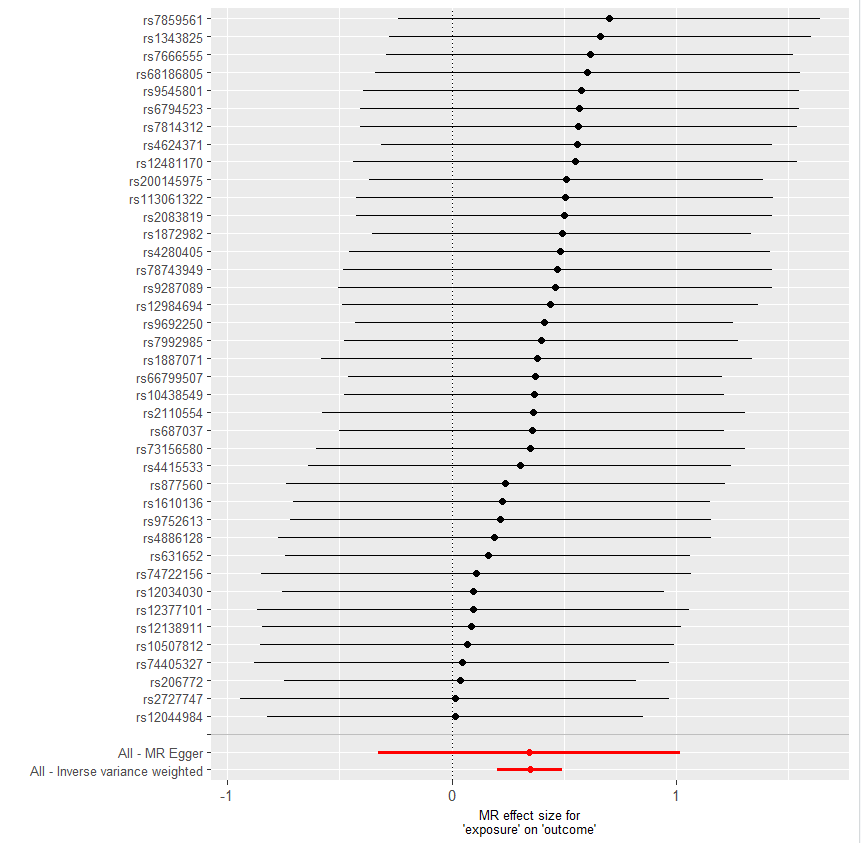 rs7859561
rs1343825
rs7666555
rs68186805
rs9545801
rs6794523
rs7814312
rs4624371
rs12481170
rs200145975
rs113061322
rs2083819
rs1872982
rs4280405
rs78743949
rs9287089
rs12984694
rs9692250
rs7992985
rs1887071
rs66799507
rs10438549
rs2110554
rs687037
rs73156580
rs4415533
rs877560
rs1610136
rs9752613
rs4886128
rs631652
rs74722156
rs12034030
rs12377101
rs12138911
rs10507812
rs74405327
rs206772
rs2727747
rs12044984
All - MR Egger
All - Inverse variance weighted
-1 0 1
MR effect size for
'exposure' on 'outcome'